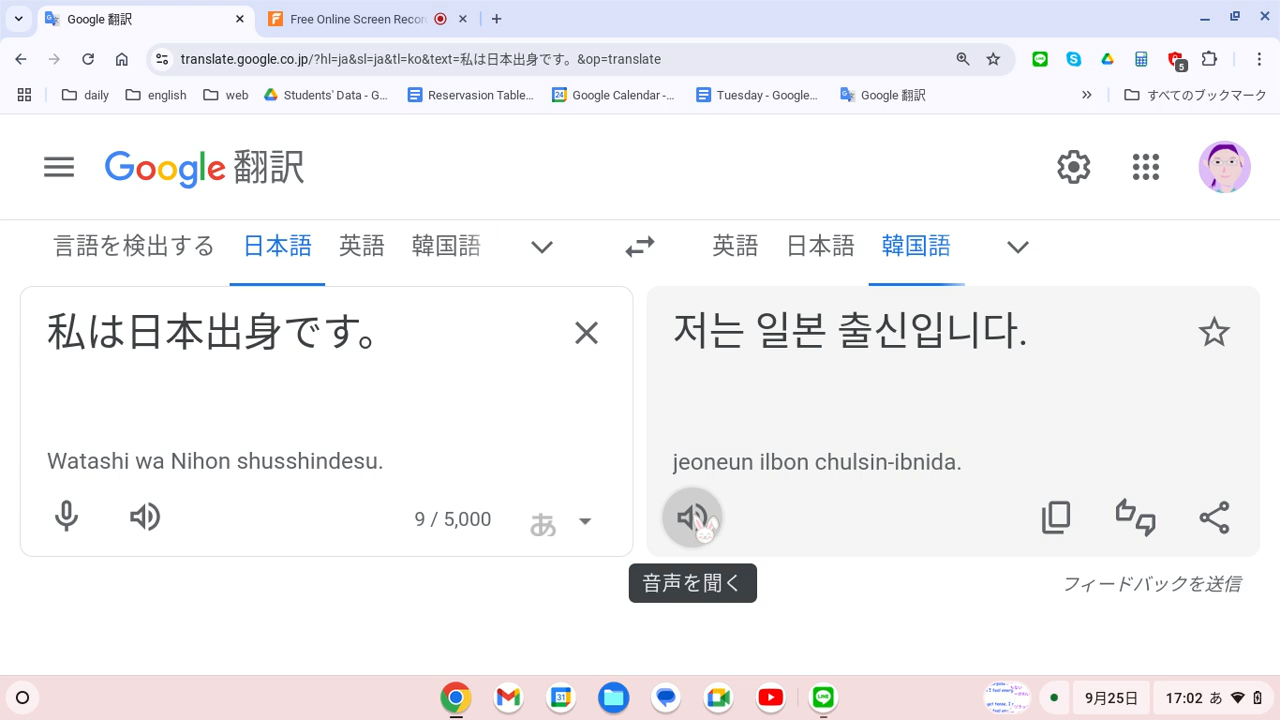 Google 翻訳
Free Online Screen Recor
translate.google.co.jp/?hl=ja&sl=ja&tl=ko&text=私は日本出身です。&op=translate
5
daily
english
web
Students' Data - G...
Reservasion Table...
Google Calendar -...
Tuesday - Google...
Google 翻訳
すべてのブックマーク
Google 翻訳
言語を検出する
日本語
英語
韓国語
英語
日本語
韓国語
私は日本出身です。
저는 일본 출신입니다.
Watashi wa Nihon shusshindesu.
jeoneun ilbon chulsin-ibnida.
9 / 5,000
あ
音声を聞く
フィードバックを送信
9月25日
17:02 あ